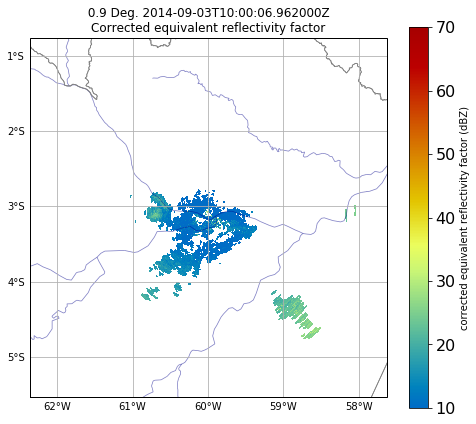 0.9 Deg. 2014-09-03T10:00:06.962000Z
Corrected equivalent reflectivity factor
1°S
2°S
3°S
4°S
5°S
62°W
61°W
60°W
59°W
58°W
70
60
50
40
30
20
10
corrected equivalent reflectivity factor (dBZ)